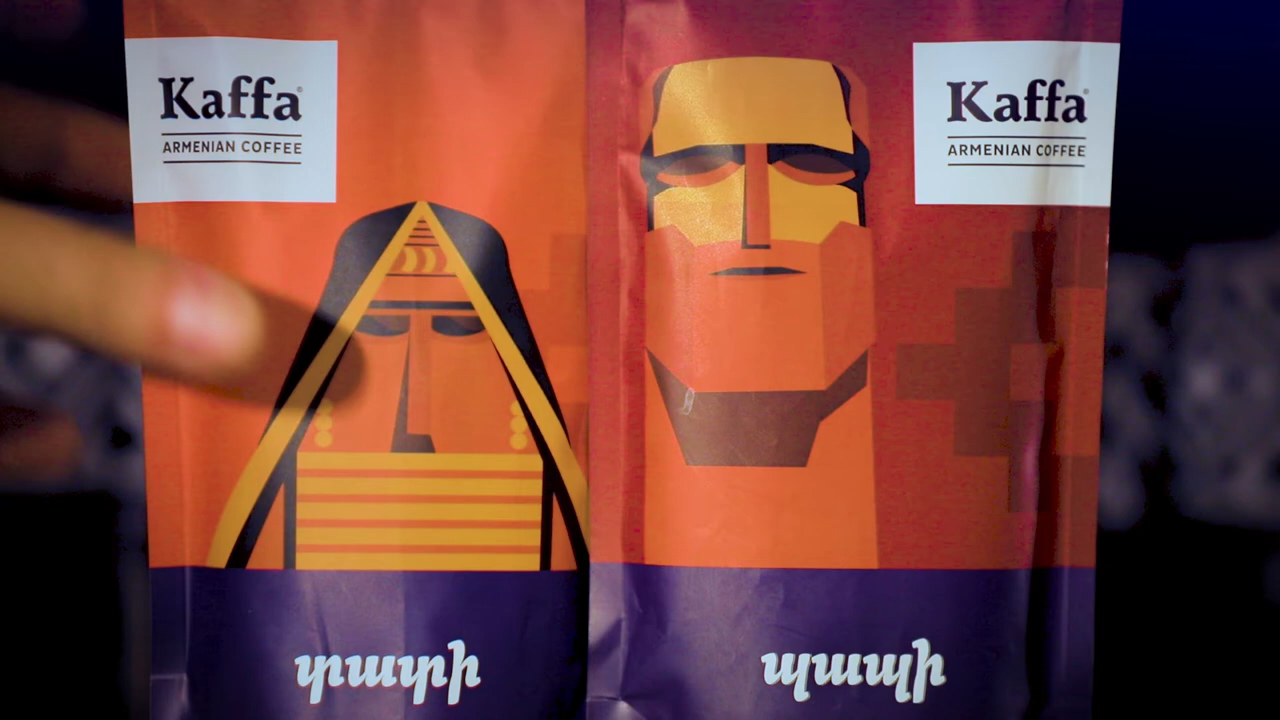 Kaffa
ARMENIAN COFFEE
Kaffa
ARMENIAN COFFEE
տատի
պապի